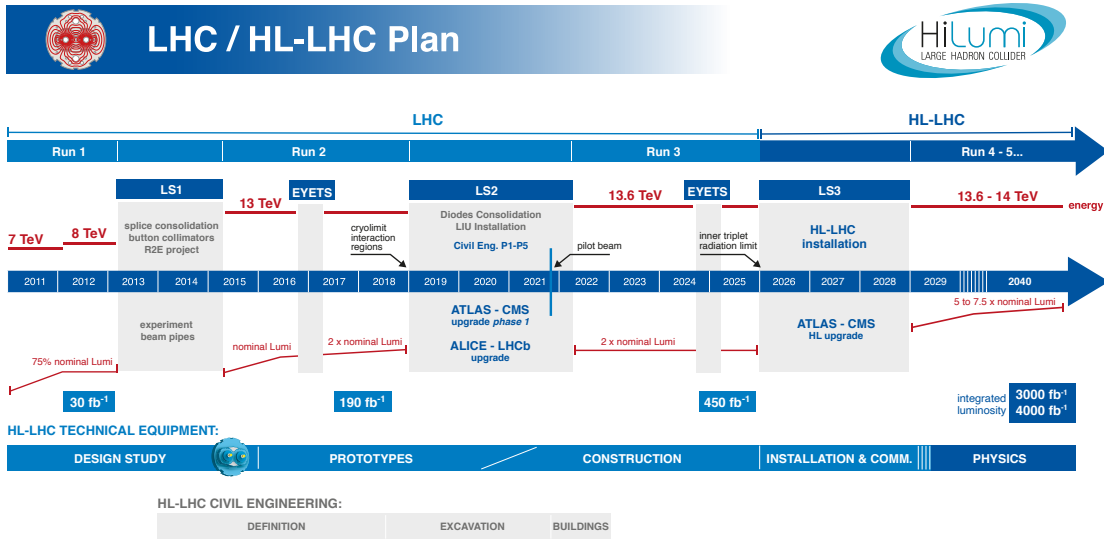 LHC / HL-LHC Plan
HiLumi
LARGE HADRON COLLIDER
LHC
HL-LHC
Run 1
Run 2
Run 3
Run 4 - 5...
LS1
EYETS
LS2
EYETS
LS3
7 TeV
8 TeV
13 TeV
13.6 TeV
13.6 - 14 TeV
energy
splice consolidation
button collimators
R2E project
cryolimit
interaction
regions
Diodes Consolidation
LIU Installation
Civil Eng. P1-P5
pilot beam
inner triplet
radiation limit
HL-LHC
installation
2011 2012 2013 2014 2015 2016 2017 2018 2019 2020 2021 2022 2023 2024 2025 2026 2027 2028 2029 2040
experiment
beam pipes
ATLAS - CMS
upgrade phase 1
ALICE - LHCb
upgrade
ATLAS - CMS
HL upgrade
5 to 7.5 x nominal Lumi
75% nominal Lumi
nominal Lumi
2 x nominal Lumi
2 x nominal Lumi
30 fb⁻¹
190 fb⁻¹
450 fb⁻¹
integrated
luminosity
3000 fb⁻¹
4000 fb⁻¹
HL-LHC TECHNICAL EQUIPMENT:
DESIGN STUDY
PROTOTYPES
CONSTRUCTION
INSTALLATION & COMM.
PHYSICS
HL-LHC CIVIL ENGINEERING:
DEFINITION
EXCAVATION
BUILDINGS